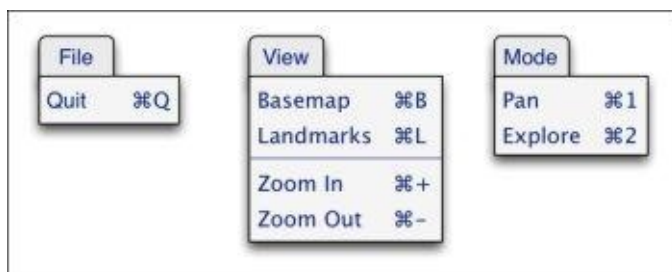 File
Quit ⌘Q
View
Basemap ⌘B
Landmarks ⌘L
Zoom In ⌘+
Zoom Out ⌘-
Mode
Pan ⌘1
Explore ⌘2